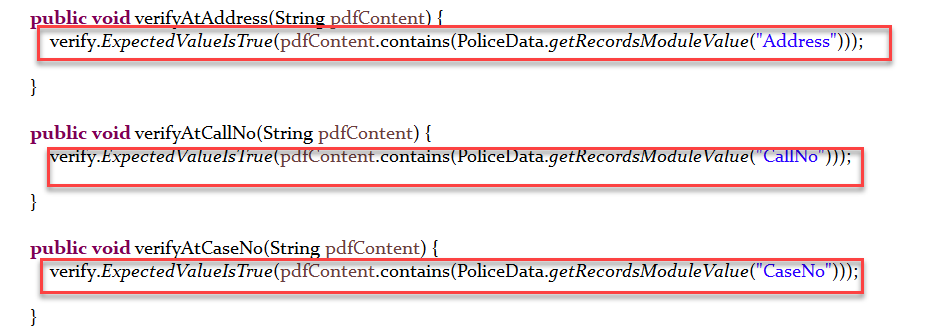 public void verifyAtAddress(String pdfContent) {
verify.ExpectedValueIsTrue(pdfContent.contains(PoliceData.getRecordsModuleValue("Address")));
}
public void verifyAtCallNo(String pdfContent) {
verify.ExpectedValueIsTrue(pdfContent.contains(PoliceData.getRecordsModuleValue("CallNo")));
}
public void verifyAtCaseNo(String pdfContent) {
verify.ExpectedValueIsTrue(pdfContent.contains(PoliceData.getRecordsModuleValue("CaseNo")));
}